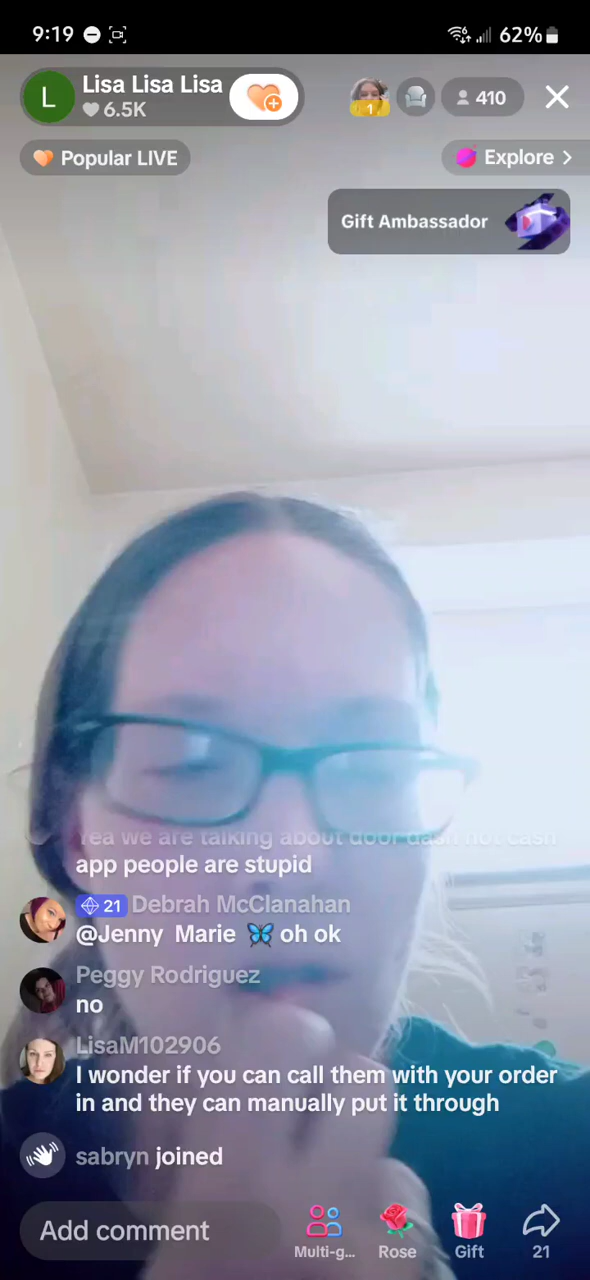 9:19
62%
L
Lisa Lisa Lisa
6.5K
1
410
Popular LIVE
Explore >
Gift Ambassador
Yea we are talking about door dash not cash
app people are stupid
21 Debrah McClanahan
@Jenny Marie 🦋 oh ok
Peggy Rodriguez
no
LisaM102906
I wonder if you can call them with your order
in and they can manually put it through
sabryn joined
Add comment
Multi-g...
Rose
Gift
21